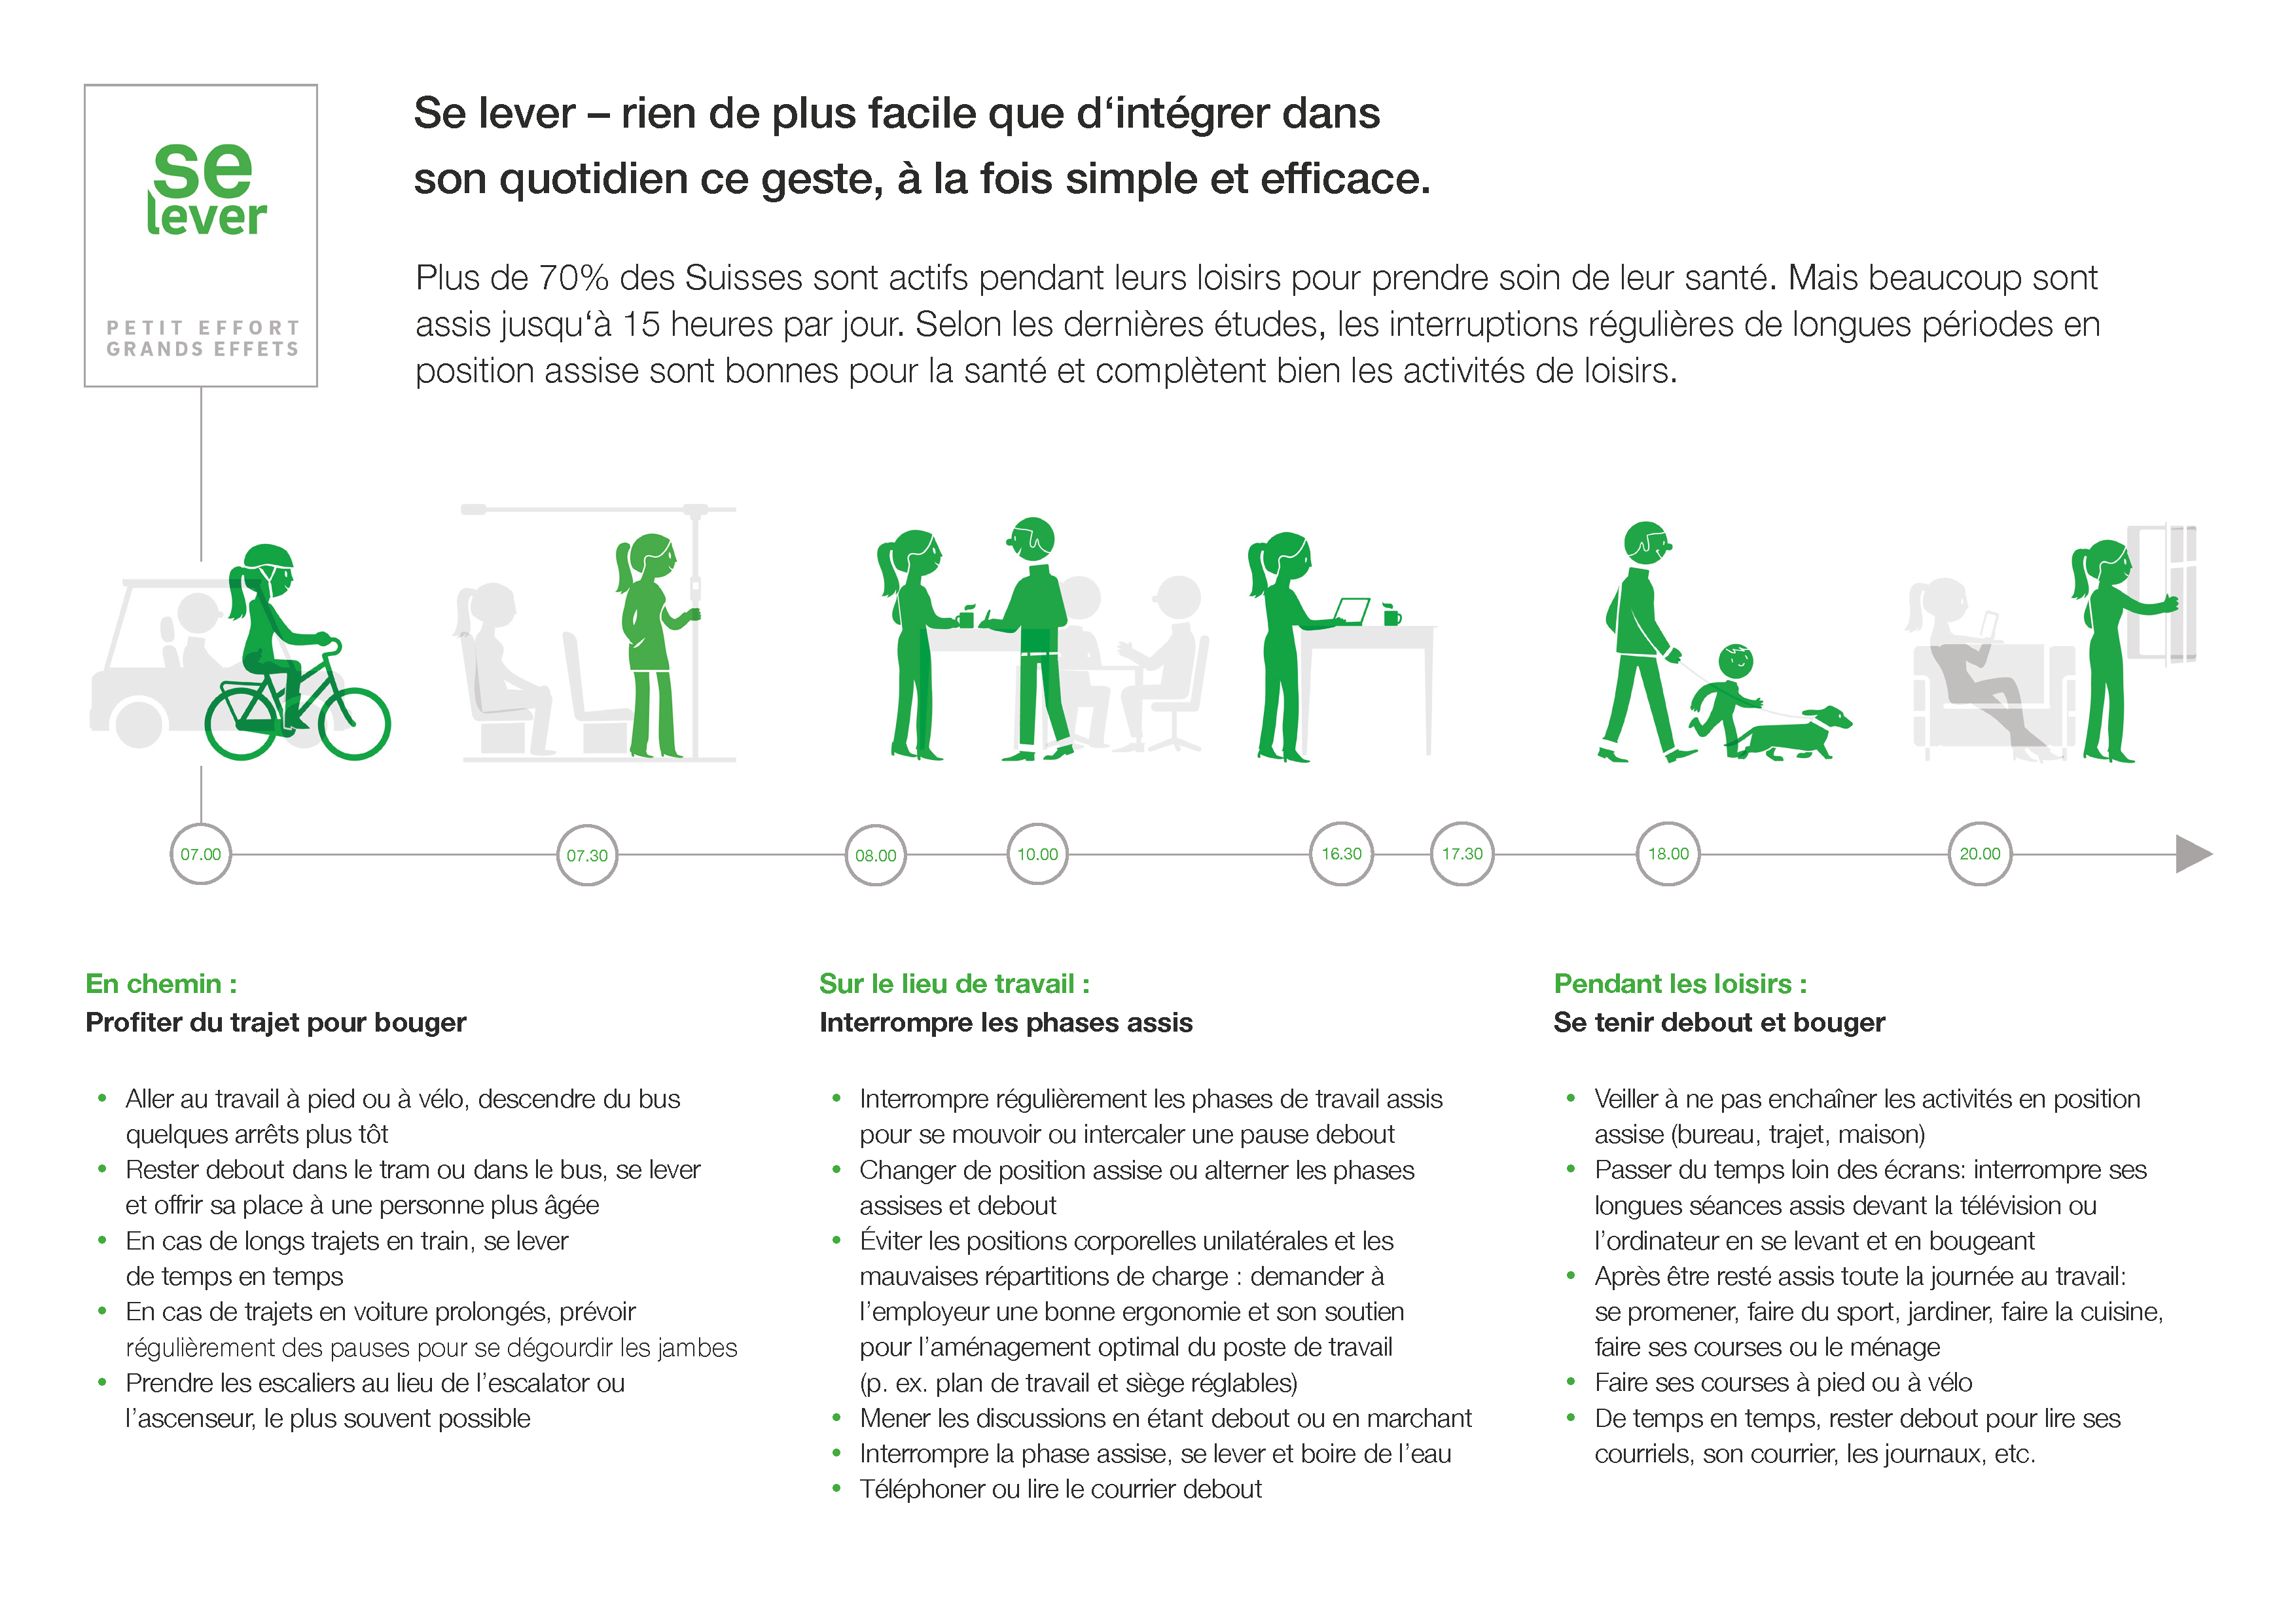 se
lever
PETIT EFFORT
GRANDS EFFETS
Se lever – rien de plus facile que d‘intégrer dans
son quotidien ce geste, à la fois simple et efficace.
Plus de 70% des Suisses sont actifs pendant leurs loisirs pour prendre soin de leur santé. Mais beaucoup sont
assis jusqu‘à 15 heures par jour. Selon les dernières études, les interruptions régulières de longues périodes en
position assise sont bonnes pour la santé et complètent bien les activités de loisirs.
07.00
07.30
08.00
10.00
16.30
17.30
18.00
20.00
En chemin :
Profiter du trajet pour bouger
• Aller au travail à pied ou à vélo, descendre du bus
quelques arrêts plus tôt
• Rester debout dans le tram ou dans le bus, se lever
et offrir sa place à une personne plus âgée
• En cas de longs trajets en train, se lever
de temps en temps
• En cas de trajets en voiture prolongés, prévoir
régulièrement des pauses pour se dégourdir les jambes
• Prendre les escaliers au lieu de l’escalator ou
l’ascenseur, le plus souvent possible
Sur le lieu de travail :
Interrompre les phases assis
• Interrompre régulièrement les phases de travail assis
pour se mouvoir ou intercaler une pause debout
• Changer de position assise ou alterner les phases
assises et debout
• Éviter les positions corporelles unilatérales et les
mauvaises répartitions de charge : demander à
l’employeur une bonne ergonomie et son soutien
pour l’aménagement optimal du poste de travail
(p. ex. plan de travail et siège réglables)
• Mener les discussions en étant debout ou en marchant
• Interrompre la phase assise, se lever et boire de l’eau
• Téléphoner ou lire le courrier debout
Pendant les loisirs :
Se tenir debout et bouger
• Veiller à ne pas enchaîner les activités en position
assise (bureau, trajet, maison)
• Passer du temps loin des écrans: interrompre ses
longues séances assis devant la télévision ou
l’ordinateur en se levant et en bougeant
• Après être resté assis toute la journée au travail:
se promener, faire du sport, jardiner, faire la cuisine,
faire ses courses ou le ménage
• Faire ses courses à pied ou à vélo
• De temps en temps, rester debout pour lire ses
courriels, son courrier, les journaux, etc.